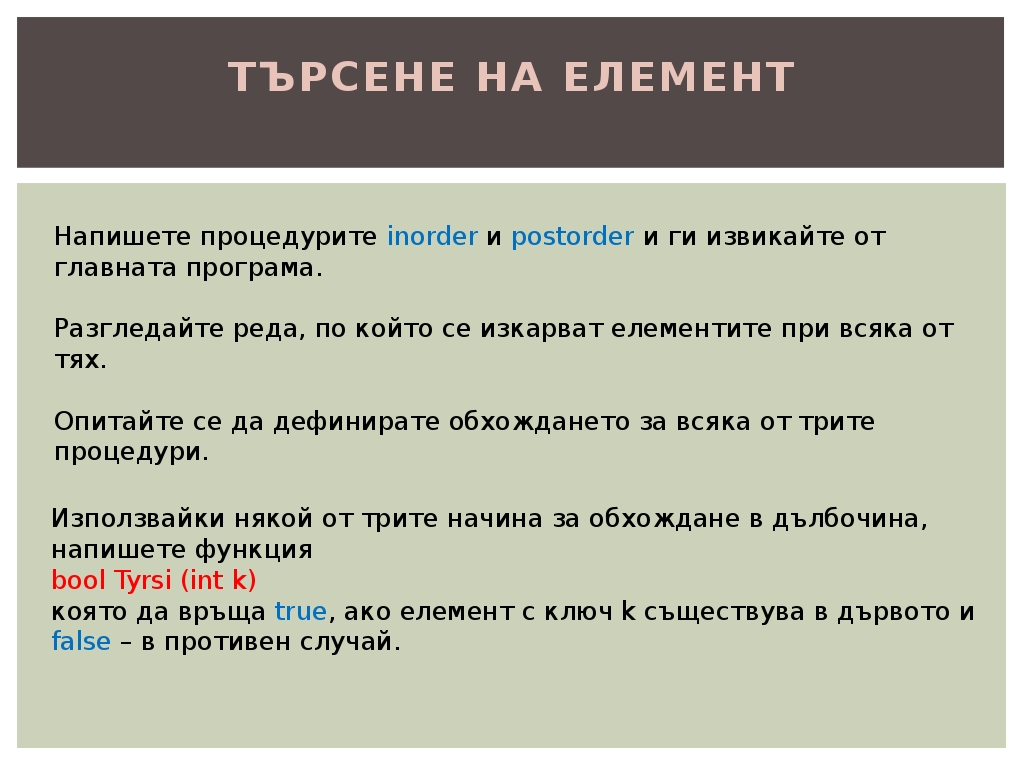 ТЪРСЕНЕ НА ЕЛЕМЕНТ
Напишете процедурите inorder и postorder и ги извикайте от
главната програма.
Разгледайте реда, по който се изкарват елементите при всяка от
тях.
Опитайте се да дефинирате обхождането за всяка от трите
процедури.
Използвайки някой от трите начина за обхождане в дълбочина,
напишете функция
bool Tyrsi (int k)
която да връща true, ако елемент с ключ k съществува в дървото и
false – в противен случай.